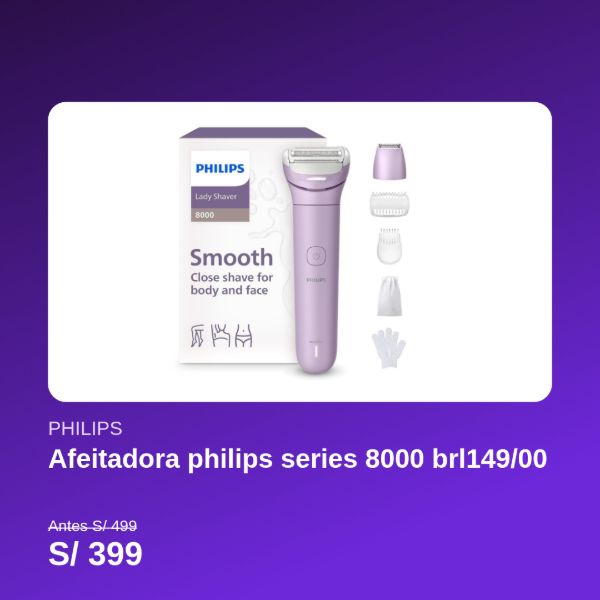 PHILIPS
Lady Shaver
8000
Smooth
Close shave for
body and face
PHILIPS
PHILIPS
Afeitadora philips series 8000 brl149/00
Antes S/ 499
S/ 399